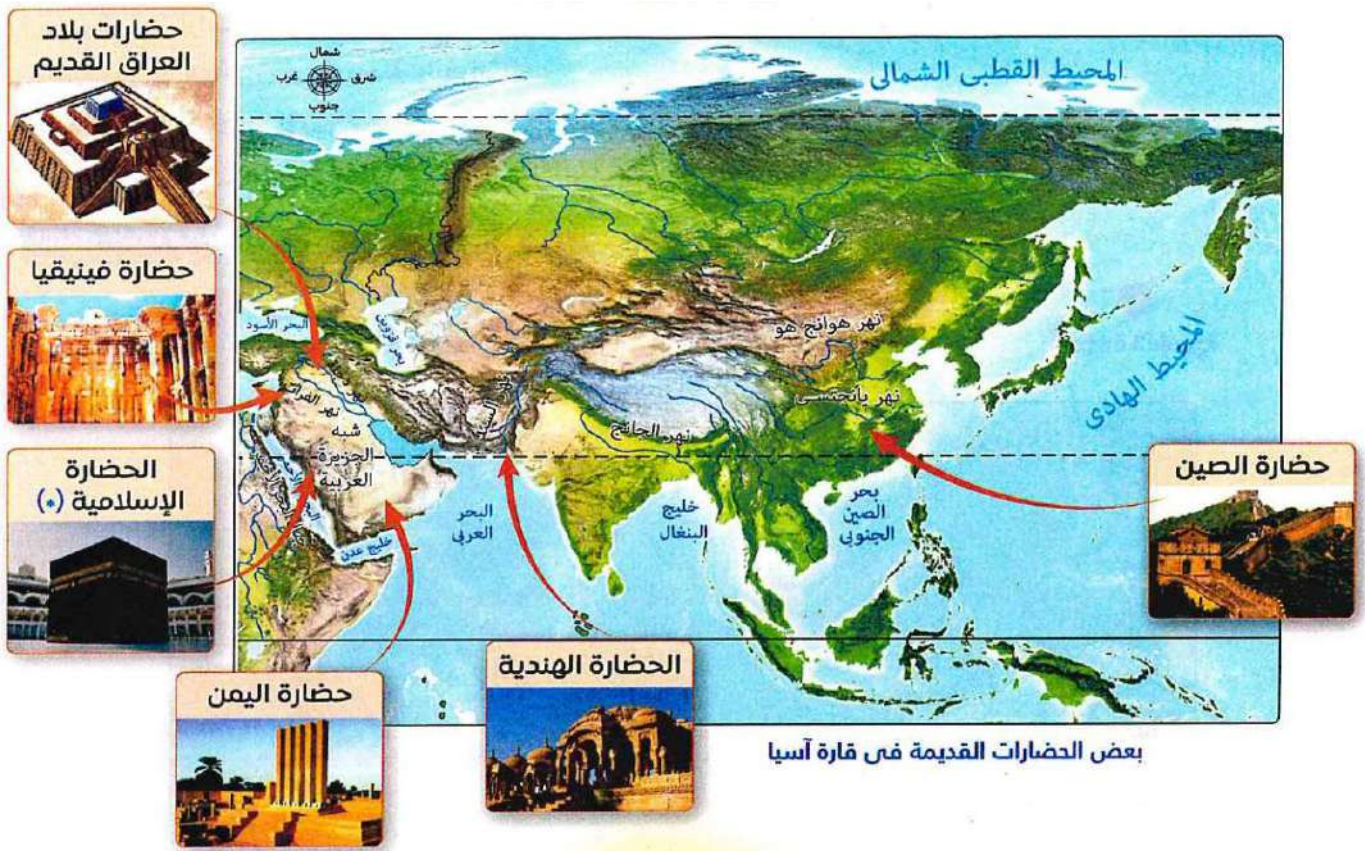 حضارات بلاد
العراق القديم
حضارة فينيقيا
الحضارة
الإسلامية (*)
حضارة اليمن
الحضارة الهندية
حضارة الصين
شمال
شرق
غرب
جنوب
المحيط القطبى الشمالى
المحيط الهادى
البحر الأسود
بحر قزوين
نهر هوانج هو
نهر يانجتسى
نهر الجانج
نهر الفرات
شبه
الجزيرة
العربية
البحر
العربى
خليج
البنغال
بحر
الصين
الجنوبى
خليج عدن
بعض الحضارات القديمة فى قارة آسيا